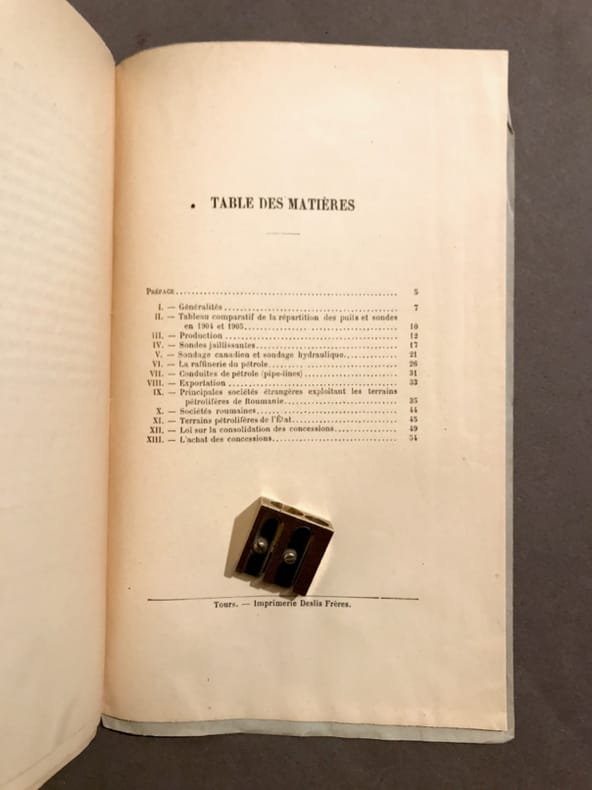 TABLE DES MATIÈRES
PRÉFACE........ 5
I. — Généralités........ 7
II. — Tableau comparatif de la répartition des puits et sondes
en 1904 et 1905........ 10
III. — Production........ 12
IV. — Sondes jaillissantes........ 17
V. — Sondage canadien et sondage hydraulique........ 21
VI. — La raffinerie du pétrole........ 26
VII. — Conduites de pétrole (pipe-lines)........ 31
VIII. — Exportation........ 33
IX. — Principales sociétés étrangères exploitant les terrains
pétrolifères de Roumanie........ 35
X. — Sociétés roumaines........ 44
XI. — Terrains pétrolifères de l'État........ 45
XII. — Loi sur la consolidation des concessions........ 49
XIII. — L'achat des concessions........ 54
Tours. — Imprimerie Deslis Frères.